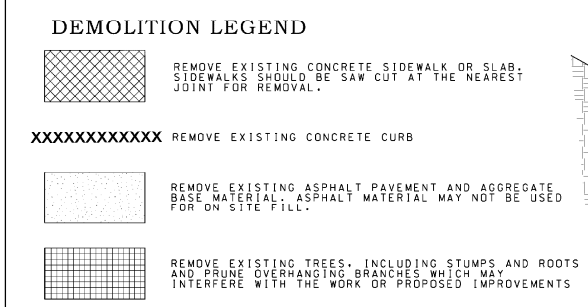 DEMOLITION LEGEND
REMOVE EXISTING CONCRETE SIDEWALK OR SLAB.
SIDEWALKS SHOULD BE SAW CUT AT THE NEAREST
JOINT FOR REMOVAL.
XXXXXXXXXXXX REMOVE EXISTING CONCRETE CURB
REMOVE EXISTING ASPHALT PAVEMENT AND AGGREGATE
BASE MATERIAL. ASPHALT MATERIAL MAY NOT BE USED
FOR ON SITE FILL.
REMOVE EXISTING TREES, INCLUDING STUMPS AND ROOTS
AND PRUNE OVERHANGING BRANCHES WHICH MAY
INTERFERE WITH THE WORK OR PROPOSED IMPROVEMENTS